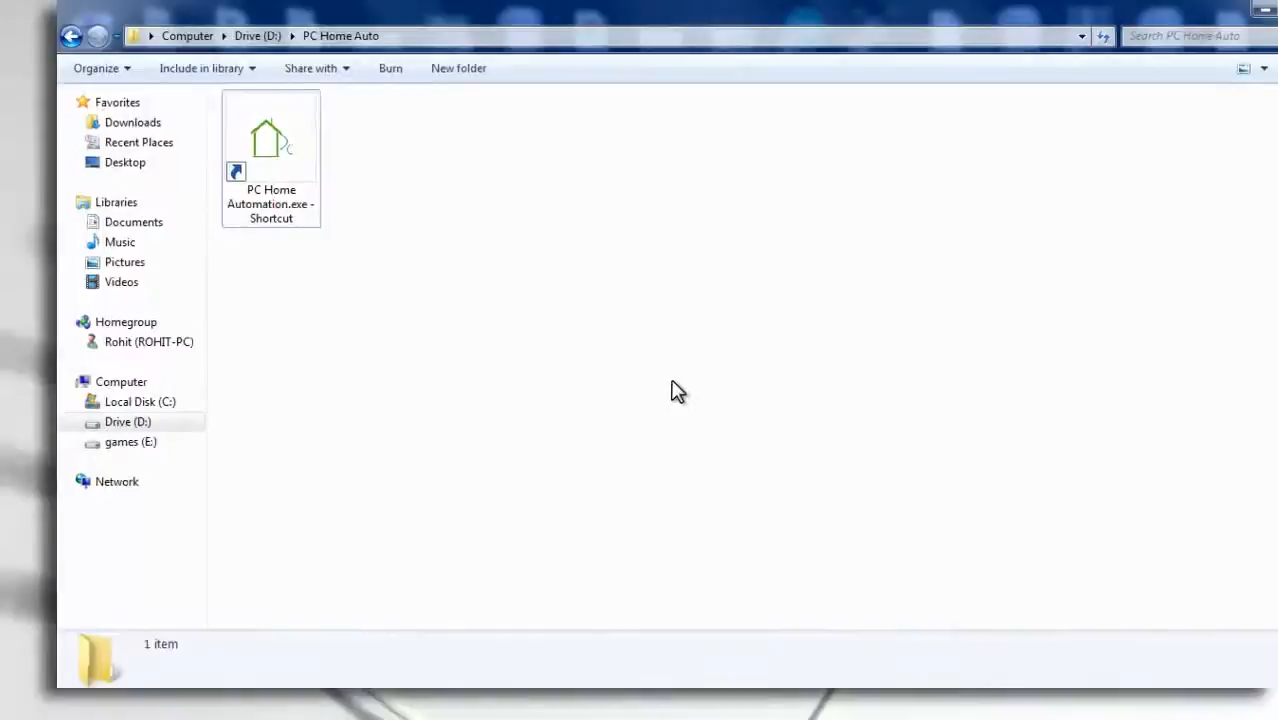 Computer Drive (D:) PC Home Auto
Search PC Home Auto
Organize Include in library Share with Burn New folder
Favorites
Downloads
Recent Places
Desktop
Libraries
Documents
Music
Pictures
Videos
Homegroup
Rohit (ROHIT-PC)
Computer
Local Disk (C:)
Drive (D:)
games (E:)
Network
PC Home
Automation.exe -
Shortcut
1 item